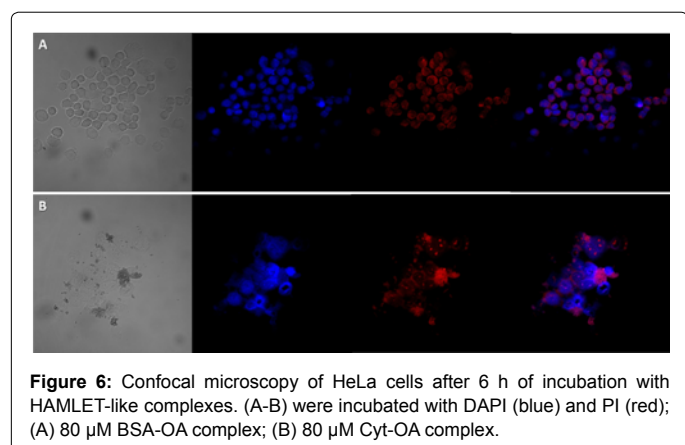 A
B
Figure 6: Confocal microscopy of HeLa cells after 6 h of incubation with
HAMLET-like complexes. (A-B) were incubated with DAPI (blue) and PI (red);
(A) 80 µM BSA-OA complex; (B) 80 µM Cyt-OA complex.